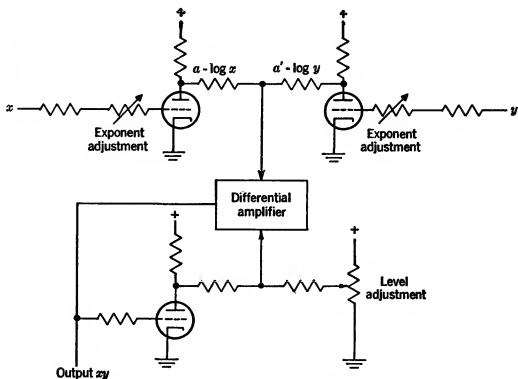 +
+
a - log x
a' - log y
x
y
Exponent
adjustment
Exponent
adjustment
Differential
amplifier
+
+
Level
adjustment
Output xy